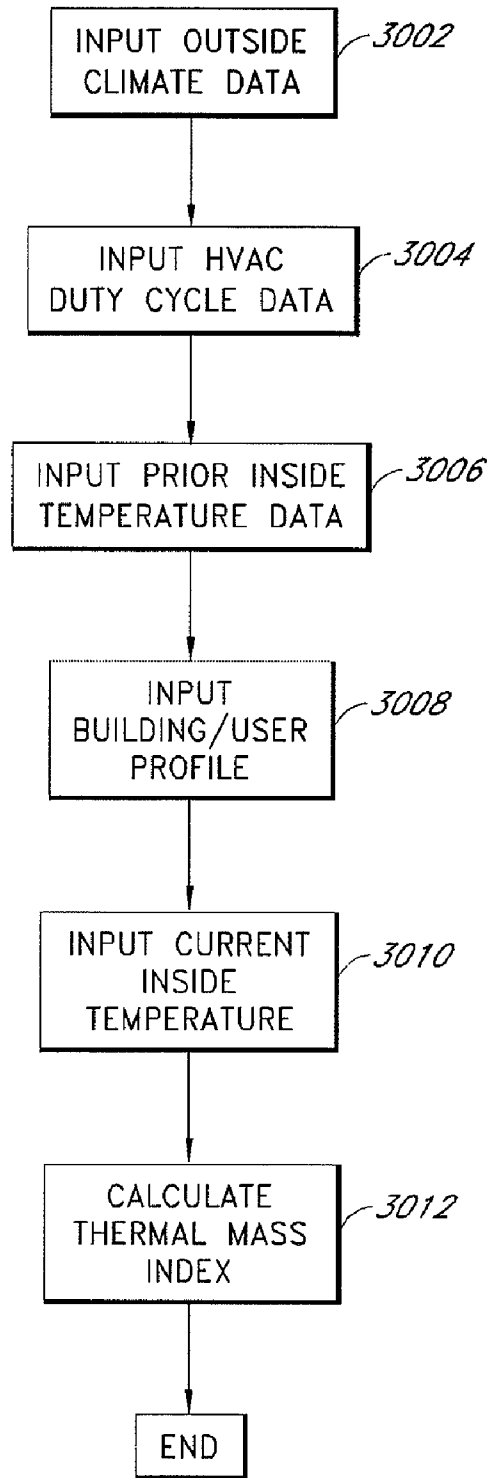 INPUT OUTSIDE
CLIMATE DATA
3002
INPUT HVAC
DUTY CYCLE DATA
3004
INPUT PRIOR INSIDE
TEMPERATURE DATA
3006
INPUT
BUILDING/USER
PROFILE
3008
INPUT CURRENT
INSIDE
TEMPERATURE
3010
CALCULATE
THERMAL MASS
INDEX
3012
END